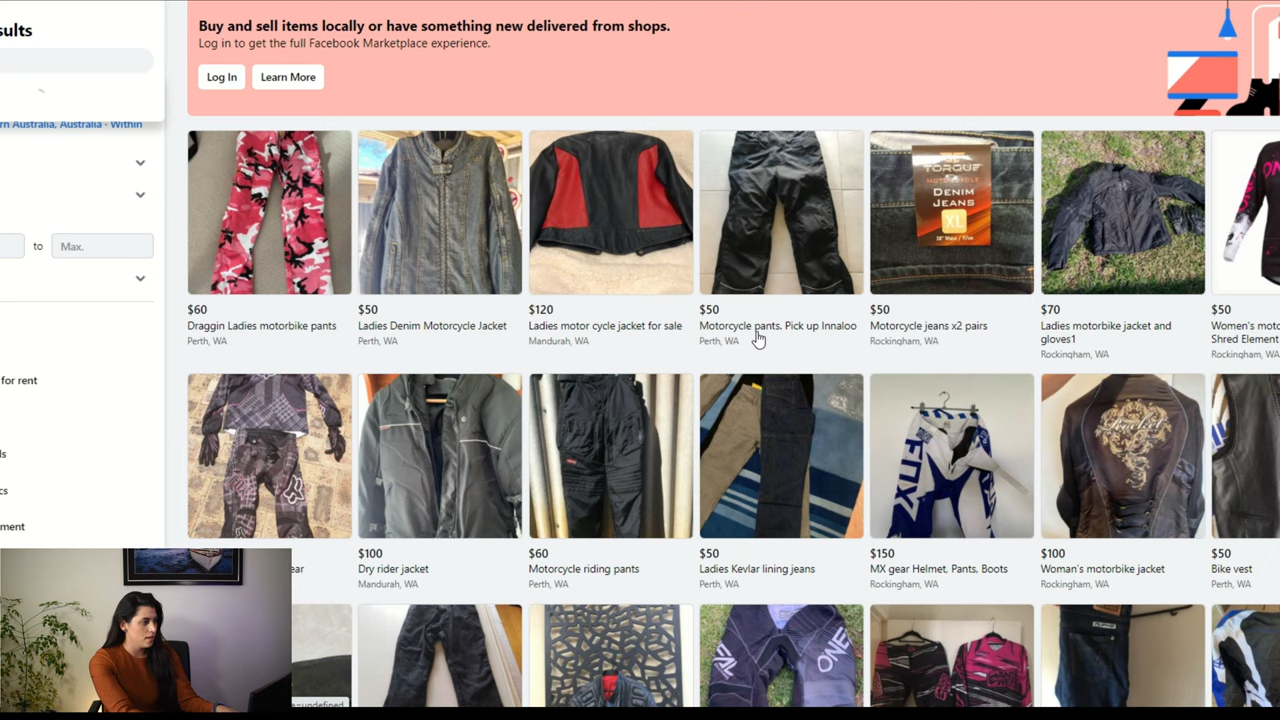 sults
Buy and sell items locally or have something new delivered from shops.
Log in to get the full Facebook Marketplace experience.
Log In
Learn More
rn Australia, Australia · Within
to
Max.
for rent
ls
cs
ment
TORQUE
MOTORCYCLE
DENIM
JEANS
XL
$60
Draggin Ladies motorbike pants
Perth, WA
$50
Ladies Denim Motorcycle Jacket
Perth, WA
$120
Ladies motor cycle jacket for sale
Mandurah, WA
$50
Motorcycle pants. Pick up Innaloo
Perth, WA
$50
Motorcycle jeans x2 pairs
Rockingham, WA
$70
Ladies motorbike jacket and
gloves1
Rockingham, WA
$50
Women's moto
Shred Element
Rockingham, WA
FOX
ear
$100
Dry rider jacket
Mandurah, WA
$60
Motorcycle riding pants
Perth, WA
$50
Ladies Kevlar lining jeans
Perth, WA
$150
MX gear Helmet, Pants, Boots
Rockingham, WA
$100
Woman's motorbike jacket
Rockingham, WA
$50
Bike vest
Perth, WA
ONE
=undefined